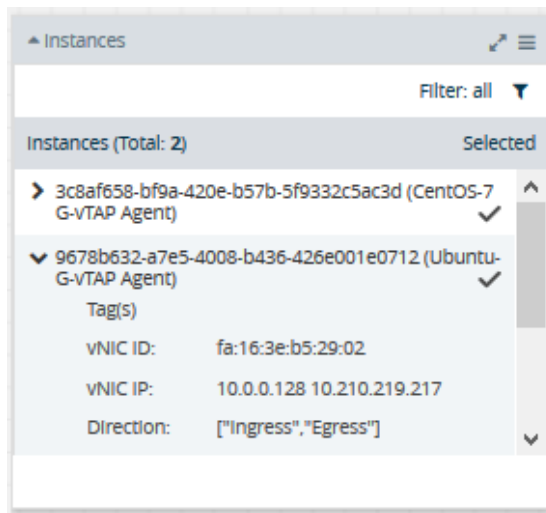 Instances
Filter: all
Instances (Total: 2) Selected
3c8af658-bf9a-420e-b57b-5f9332c5ac3d (CentOS-7
G-vTAP Agent)
9678b632-a7e5-4008-b436-426e001e0712 (Ubuntu-
G-vTAP Agent)
Tag(s)
vNIC ID: fa:16:3e:b5:29:02
vNIC IP: 10.0.0.128 10.210.219.217
Direction: ["Ingress","Egress"]